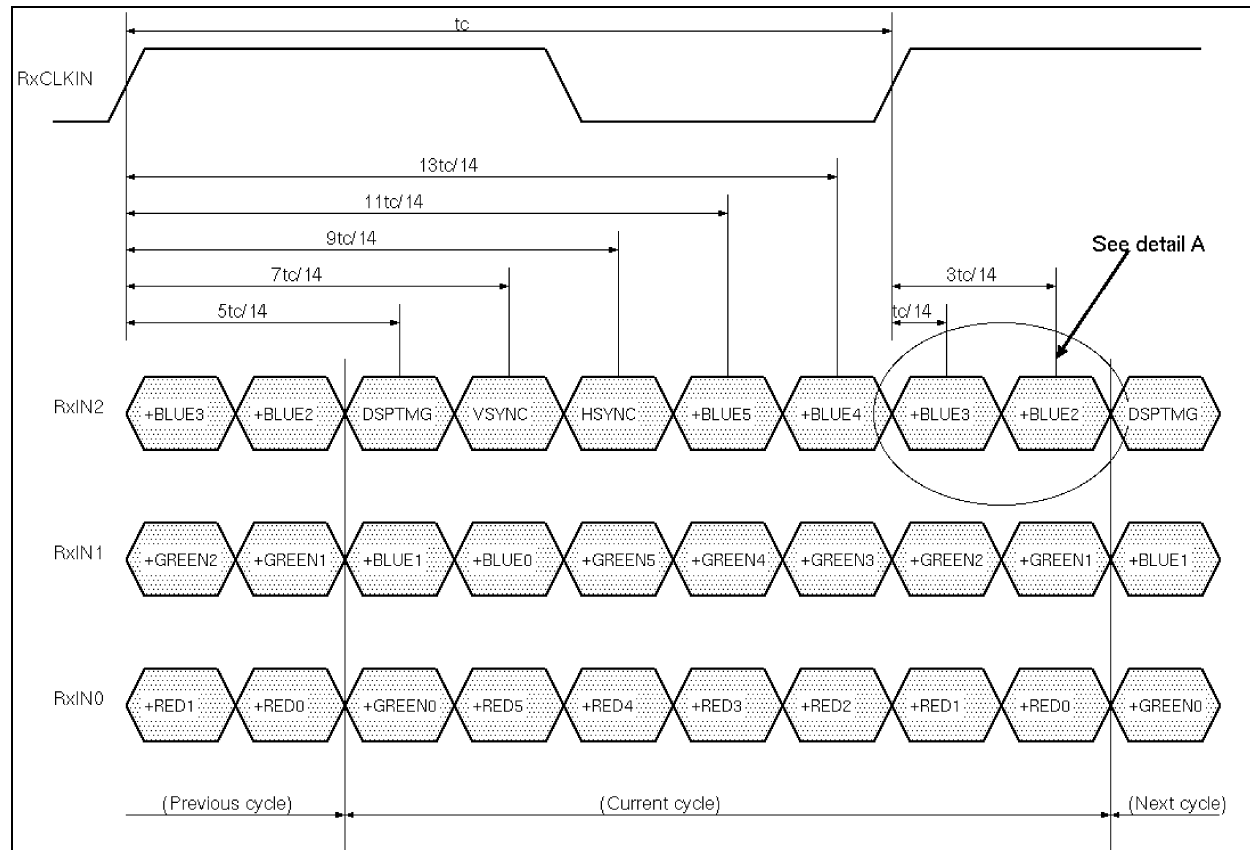 tc
RxCLKIN
13tc/14
11tc/14
9tc/14
See detail A
7tc/14
3tc/14
5tc/14
tc/14
RxIN2 +BLUE3 +BLUE2 DSPTMG VSYNC HSYNC +BLUE5 +BLUE4 +BLUE3 +BLUE2 DSPTMG
RxIN1 +GREEN2 +GREEN1 +BLUE1 +BLUE0 +GREEN5 +GREEN4 +GREEN3 +GREEN2 +GREEN1 +BLUE1
RxIN0 +RED1 +RED0 +GREEN0 +RED5 +RED4 +RED3 +RED2 +RED1 +RED0 +GREEN0
(Previous cycle) (Current cycle) (Next cycle)